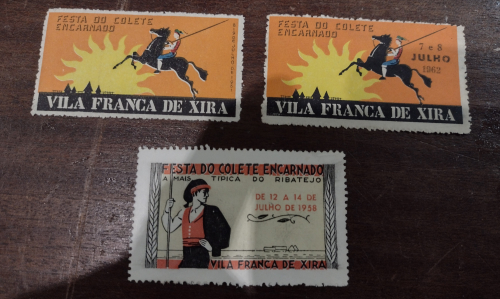 FESTA DO COLETE
ENCARNADO
VILA FRANCA DE XIRA
FESTA DO COLETE
ENCARNADO
7 e 8
JULHO
1962
VILA FRANCA DE XIRA
FESTA DO COLETE ENCARNADO
A MAIS TÍPICA DO RIBATEJO
DE 12 A 14 DE
JULHO DE 1958
VILA FRANCA DE XIRA